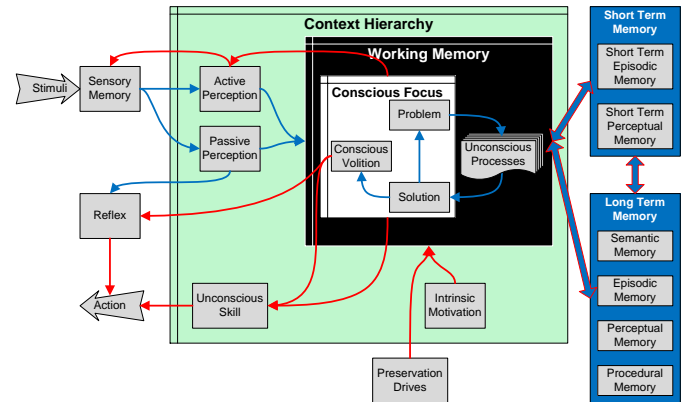 Context Hierarchy
Working Memory
Conscious Focus
Stimuli
Sensory
Memory
Active
Perception
Passive
Perception
Problem
Conscious
Volition
Solution
Unconscious
Processes
Reflex
Action
Unconscious
Skill
Intrinsic
Motivation
Preservation
Drives
Short Term
Memory
Short Term
Episodic
Memory
Short Term
Perceptual
Memory
Long Term
Memory
Semantic
Memory
Episodic
Memory
Perceptual
Memory
Procedural
Memory